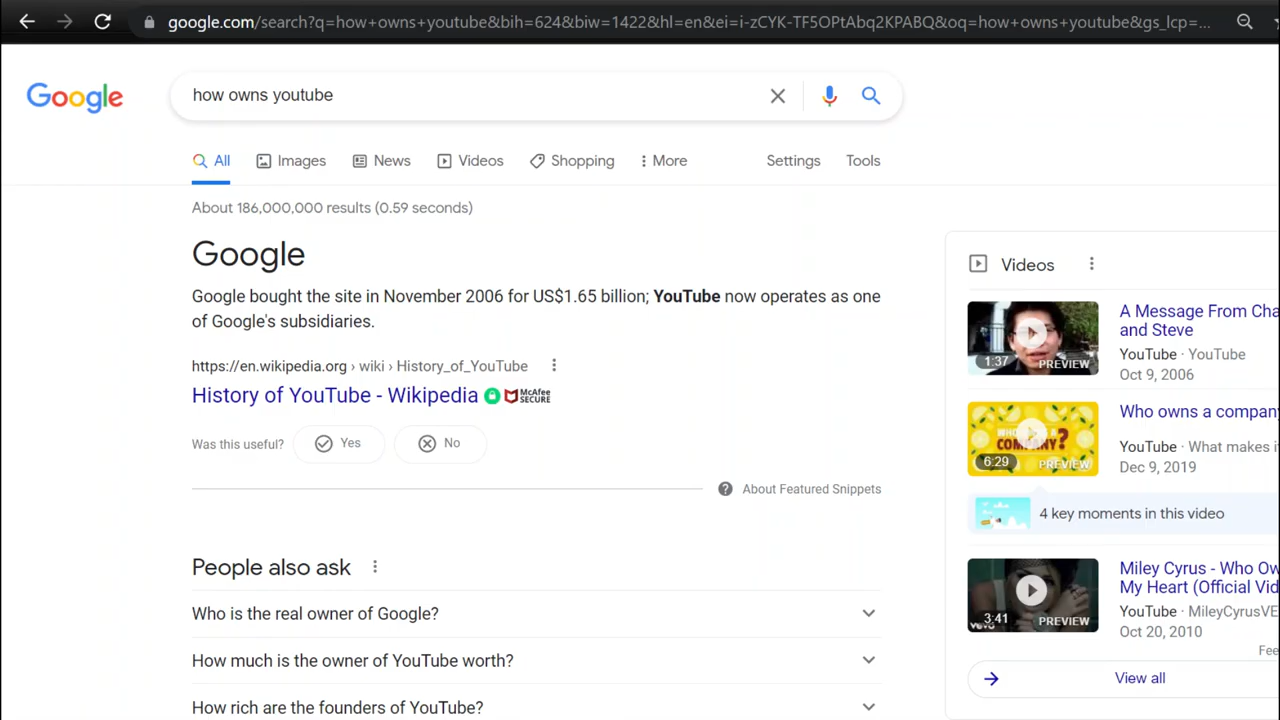 google.com/search?q=how+owns+youtube&bih=624&biw=1422&hl=en&ei=i-zCYK-TF5OPtAbq2KPABQ&oq=how+owns+youtube&gs_lcp=...
Google
how owns youtube
All Images News Videos Shopping More Settings Tools
About 186,000,000 results (0.59 seconds)
Google
Google bought the site in November 2006 for US$1.65 billion; YouTube now operates as one
of Google's subsidiaries.
https://en.wikipedia.org › wiki › History_of_YouTube
History of YouTube - Wikipedia McAfee SECURE
Was this useful? Yes No
About Featured Snippets
People also ask
Who is the real owner of Google?
How much is the owner of YouTube worth?
How rich are the founders of YouTube?
Videos
A Message From Cha
and Steve
1:37 PREVIEW
YouTube · YouTube
Oct 9, 2006
Who owns a compan
COMPANY?
6:29 PREVIEW
YouTube · What makes i
Dec 9, 2019
4 key moments in this video
Miley Cyrus - Who Ow
My Heart (Official Vid
3:41 PREVIEW
vevo
YouTube · MileyCyrusVE
Oct 20, 2010
Fee
View all